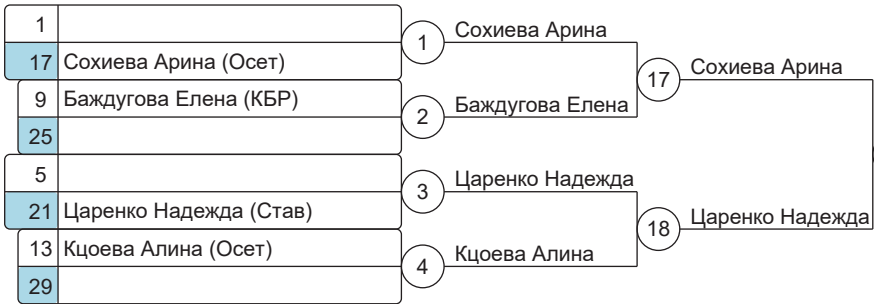 1
17 Сохиева Арина (Осет)
9 Баждугова Елена (КБР)
25
5
21 Царенко Надежда (Став)
13 Кцоева Алина (Осет)
29
1 Сохиева Арина
2 Баждугова Елена
3 Царенко Надежда
4 Кцоева Алина
17 Сохиева Арина
18 Царенко Надежда